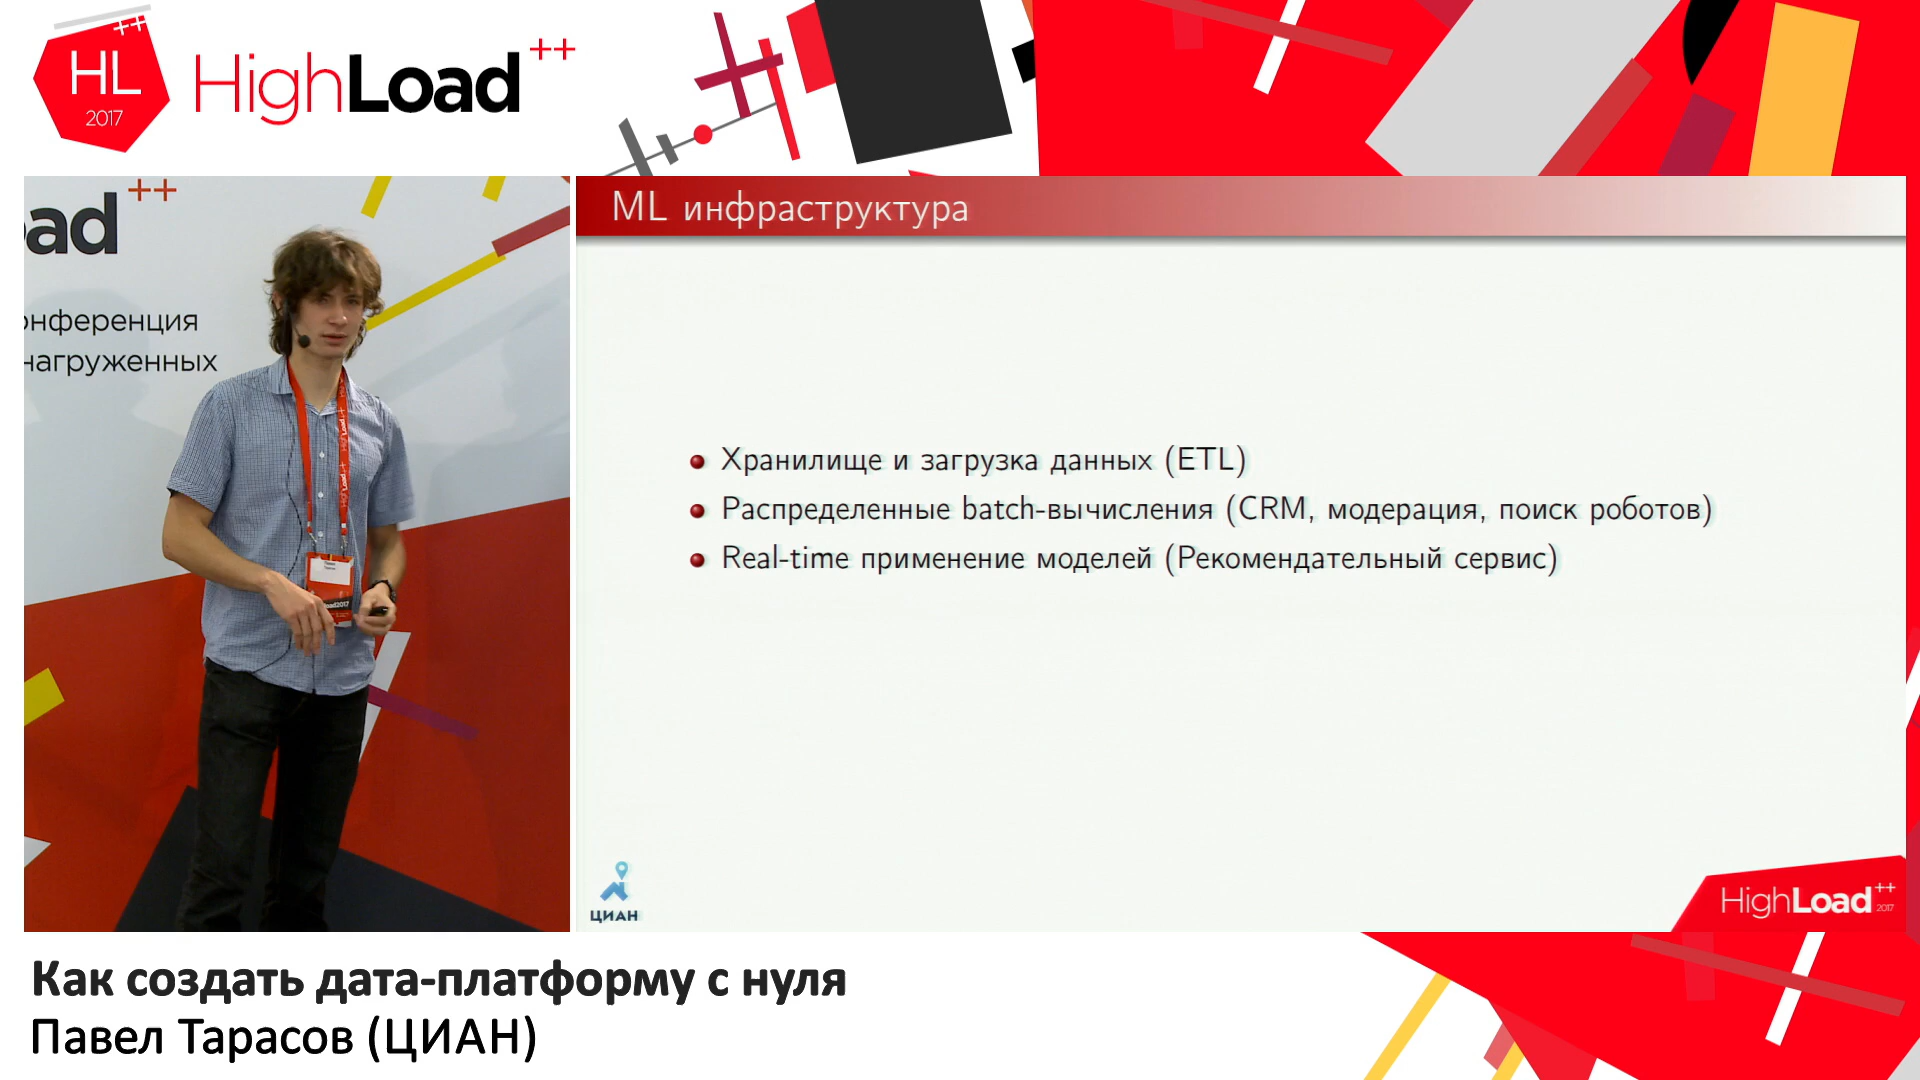 HL++
2017
HighLoad++
ad++
онференция
нагруженных
ML инфраструктура
Хранилище и загрузка данных (ETL)
Распределенные batch-вычисления (CRM, модерация, поиск роботов)
Real-time применение моделей (Рекомендательный сервис)
ЦИАН
HighLoad++
2017
Как создать дата-платформу с нуля
Павел Тарасов (ЦИАН)